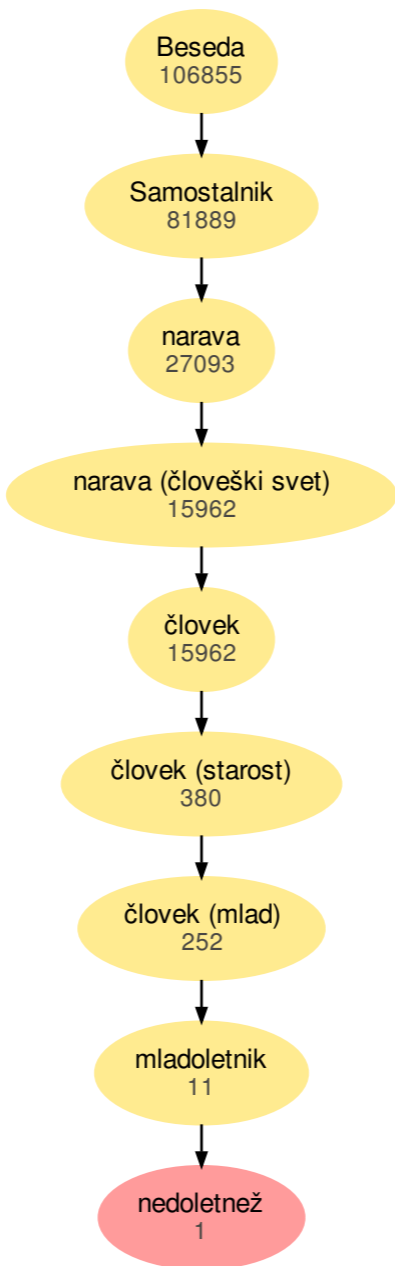 Beseda
106855
Samostalnik
81889
narava
27093
narava (človeški svet)
15962
človek
15962
človek (starost)
380
človek (mlad)
252
mladoletnik
11
nedoletnež
1